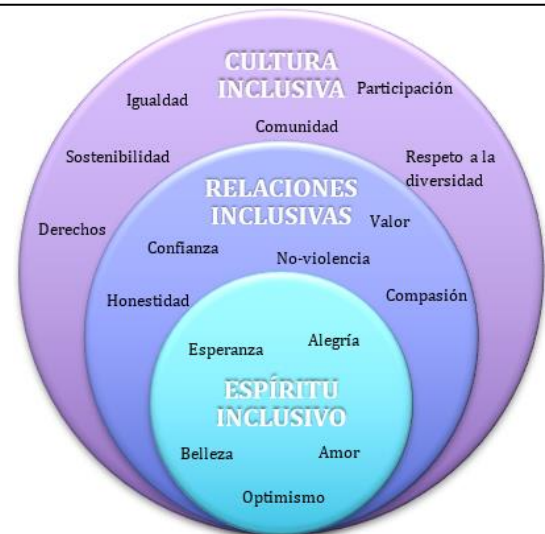 CULTURA
INCLUSIVA
Igualdad
Participación
Comunidad
Sostenibilidad
Respeto a la
diversidad
Derechos
RELACIONES
INCLUSIVAS
Valor
Confianza
No-violencia
Honestidad
Compasión
Esperanza
Alegría
ESPÍRITU
INCLUSIVO
Belleza
Amor
Optimismo